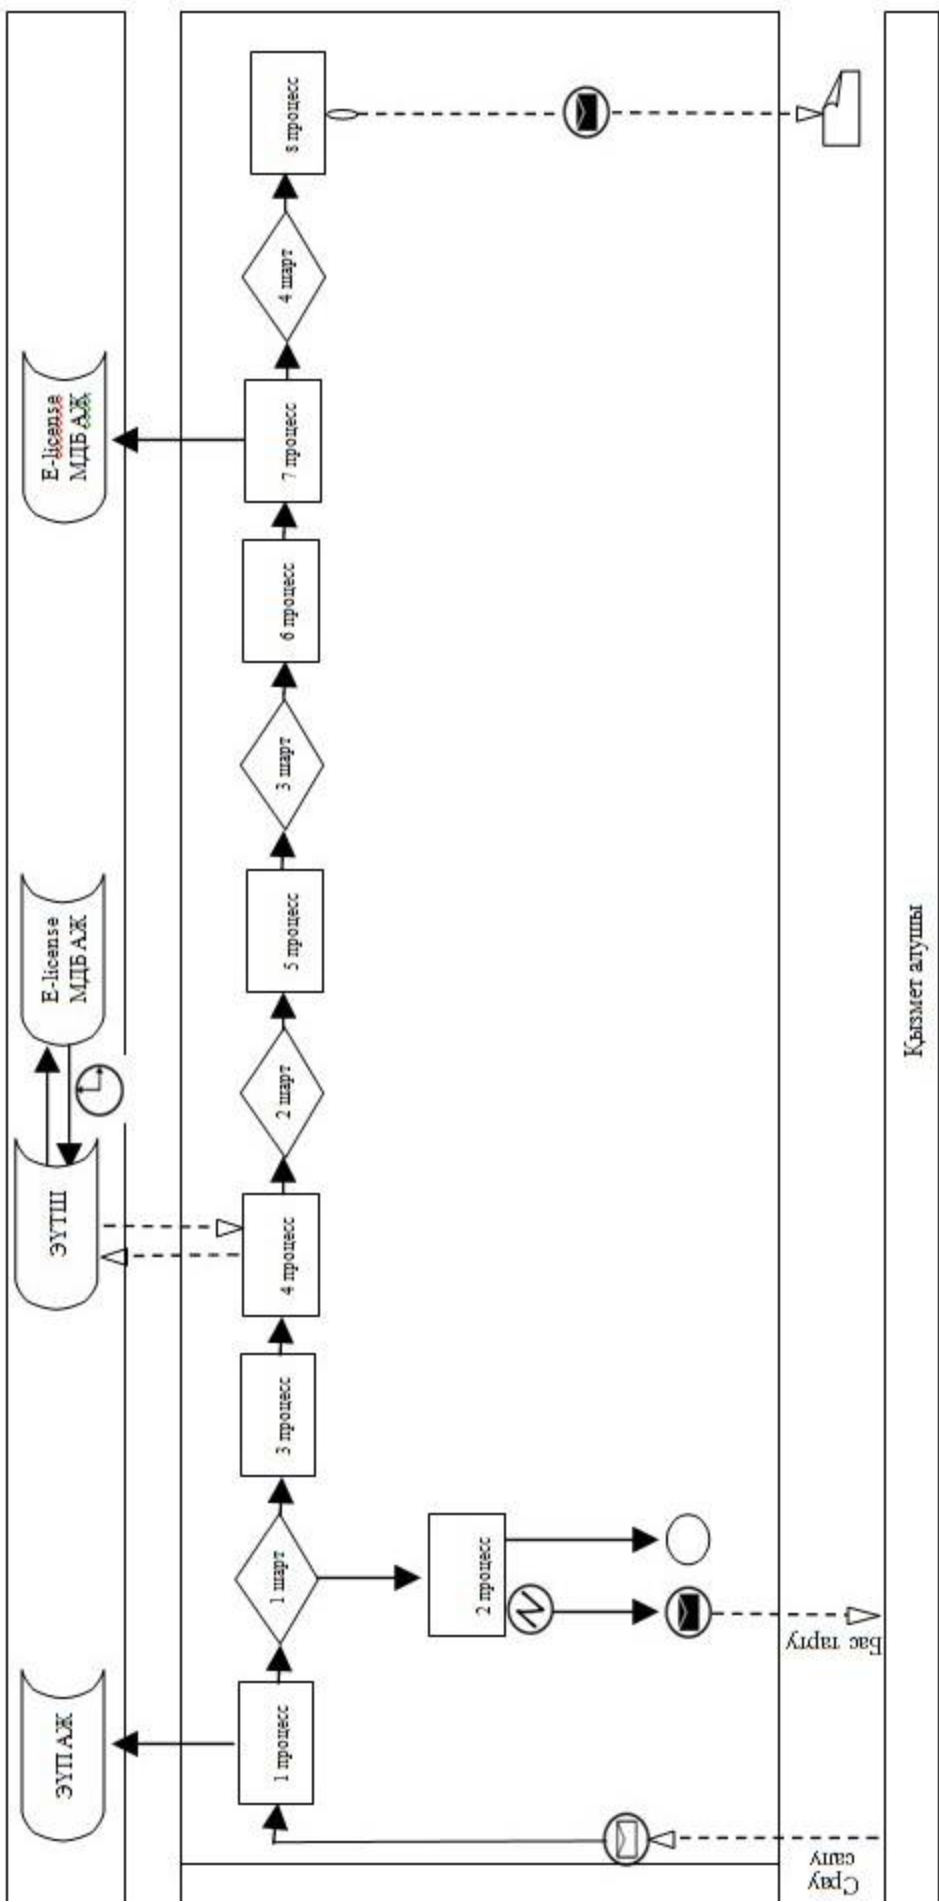 ЭҮП АЖ
ЭҮТШ
E-license
МДБ АЖ
E-license
МДБ АЖ
1 процесс
1 шарт
3 процесс
4 процесс
2 шарт
5 процесс
3 шарт
6 процесс
7 процесс
4 шарт
8 процесс
2 процесс
Срау
салу
Бас тарту
Қызмет алушы